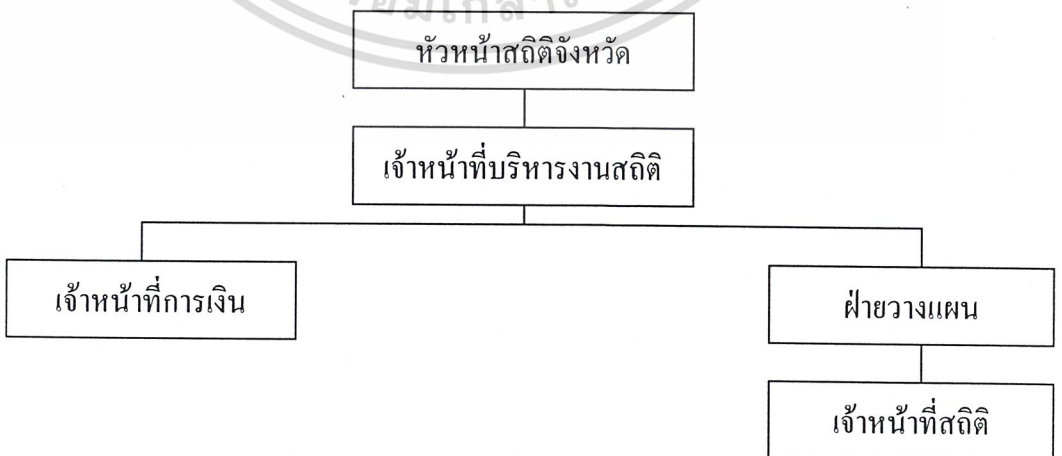 หัวหน้าสถิติจังหวัด
เจ้าหน้าที่บริหารงานสถิติ
เจ้าหน้าที่การเงิน
ฝ่ายวางแผน
เจ้าหน้าที่สถิติ